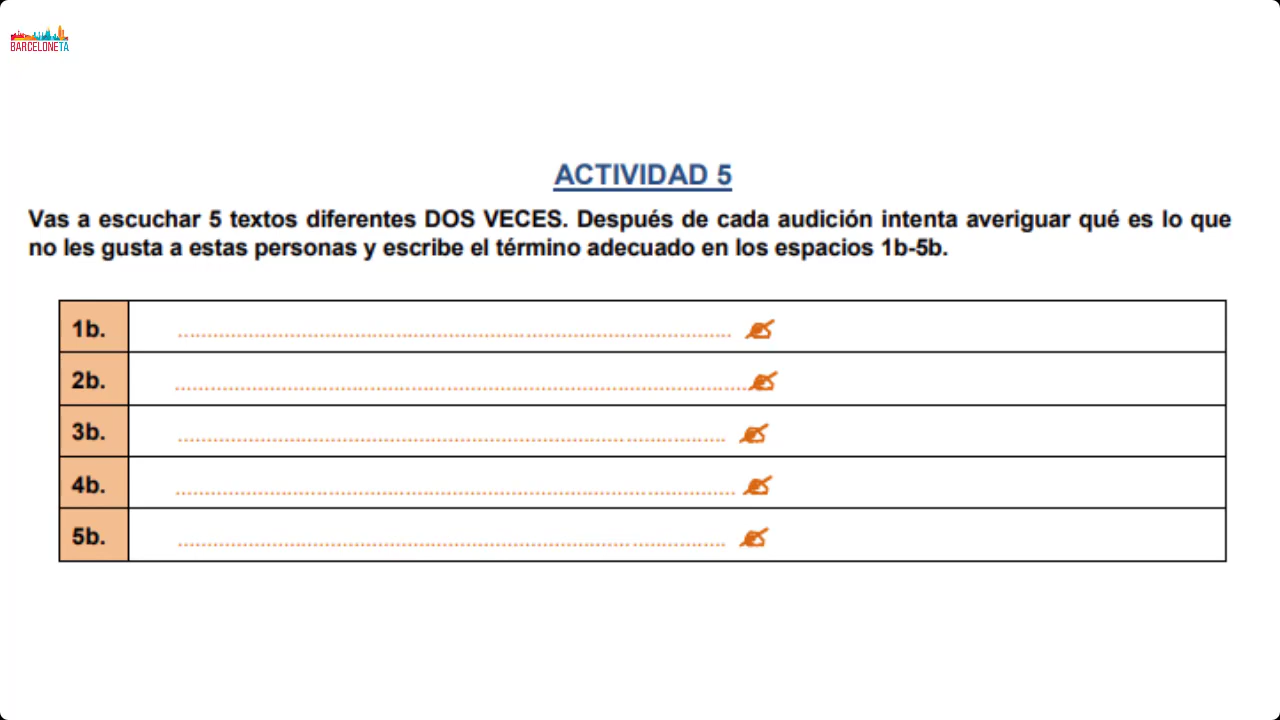 BARCELONETA
ACTIVIDAD 5
Vas a escuchar 5 textos diferentes DOS VECES. Después de cada audición intenta averiguar qué es lo que
no les gusta a estas personas y escribe el término adecuado en los espacios 1b-5b.
1b.
2b.
3b.
4b.
5b.